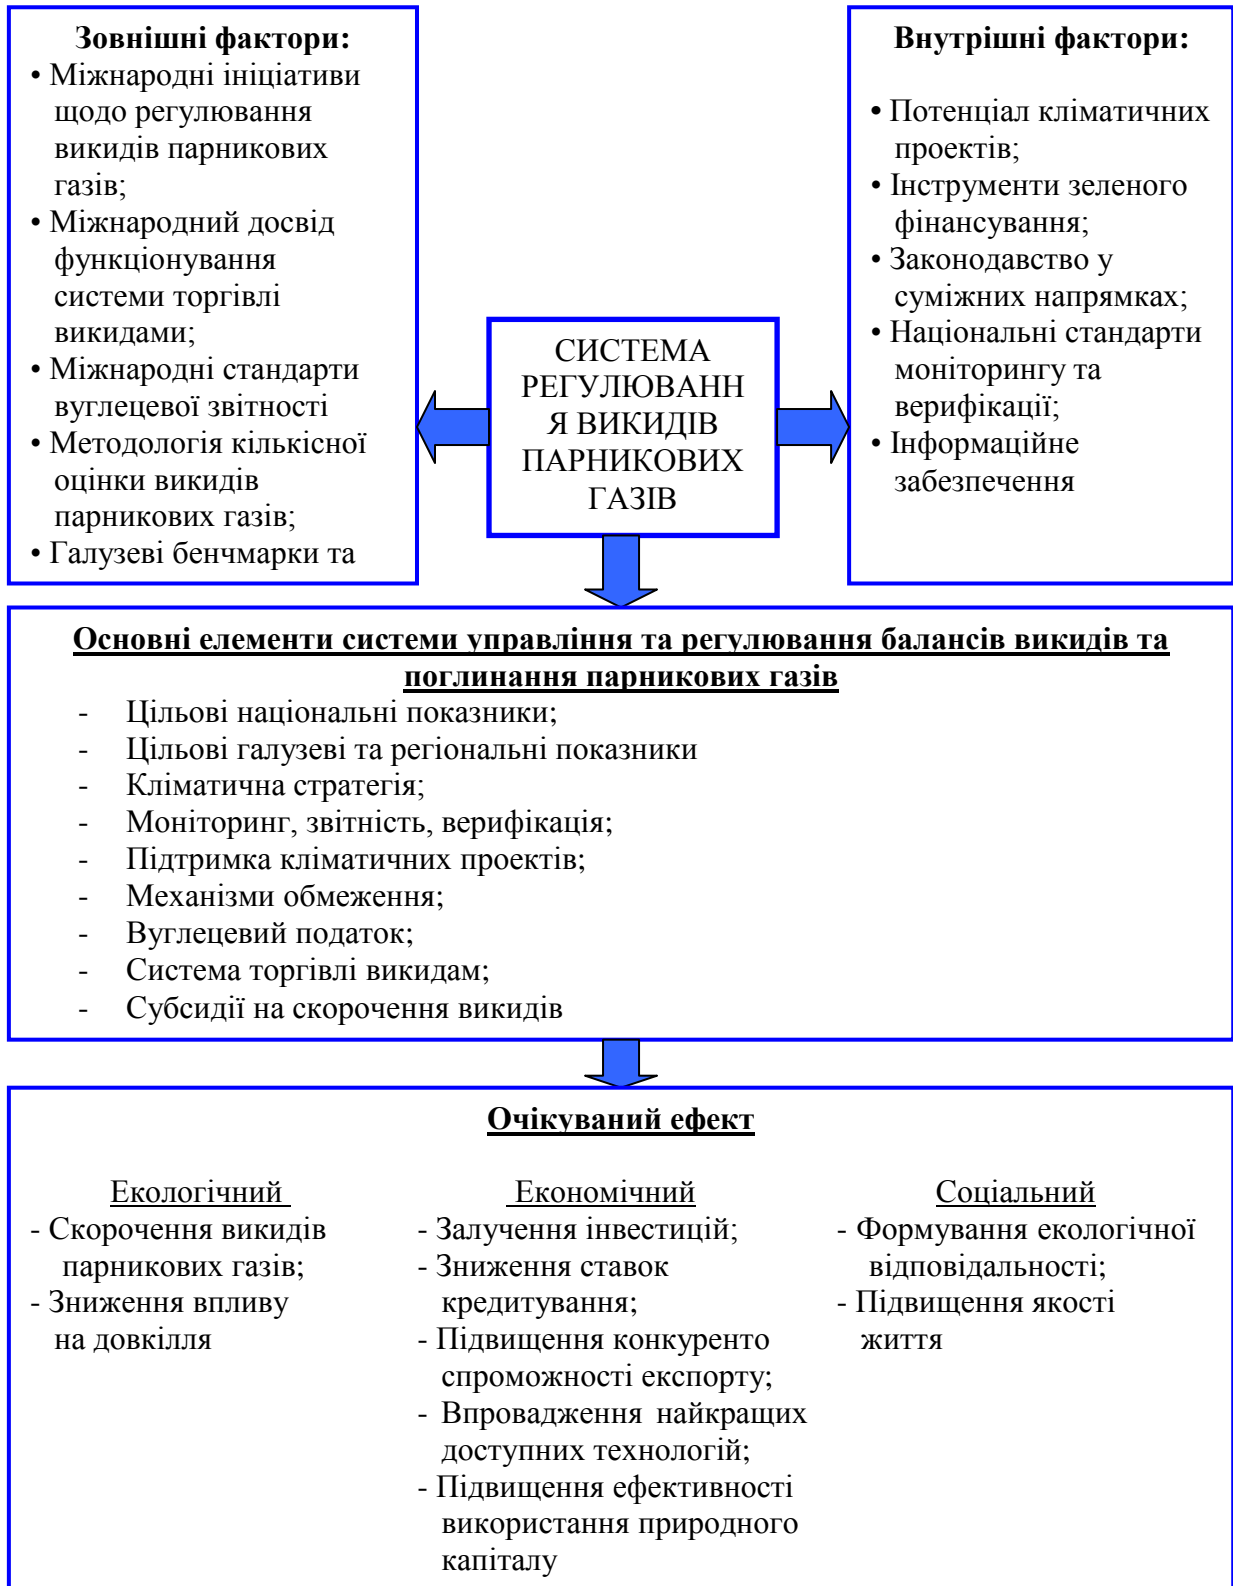 Зовнішні фактори:
• Міжнародні ініціативи
щодо регулювання
викидів парникових
газів;
• Міжнародний досвід
функціонування
системи торгівлі
викидами;
• Міжнародні стандарти
вуглецевої звітності
• Методологія кількісної
оцінки викидів
парникових газів;
• Галузеві бенчмарки та
СИСТЕМА
РЕГУЛЮВАНН
Я ВИКИДІВ
ПАРНИКОВИХ
ГАЗІВ
Внутрішні фактори:
• Потенціал кліматичних
проектів;
• Інструменти зеленого
фінансування;
• Законодавство у
суміжних напрямках;
• Національні стандарти
моніторингу та
верифікації;
• Інформаційне
забезпечення
Основні елементи системи управління та регулювання балансів викидів та
поглинання парникових газів
- Цільові національні показники;
- Цільові галузеві та регіональні показники
- Кліматична стратегія;
- Моніторинг, звітність, верифікація;
- Підтримка кліматичних проектів;
- Механізми обмеження;
- Вуглецевий податок;
- Система торгівлі викидам;
- Субсидії на скорочення викидів
Очікуваний ефект
Екологічний
- Скорочення викидів
парникових газів;
- Зниження впливу
на довкілля
Економічний
- Залучення інвестицій;
- Зниження ставок
кредитування;
- Підвищення конкуренто
спроможності експорту;
- Впровадження найкращих
доступних технологій;
- Підвищення ефективності
використання природного
капіталу
Соціальний
- Формування екологічної
відповідальності;
- Підвищення якості
життя